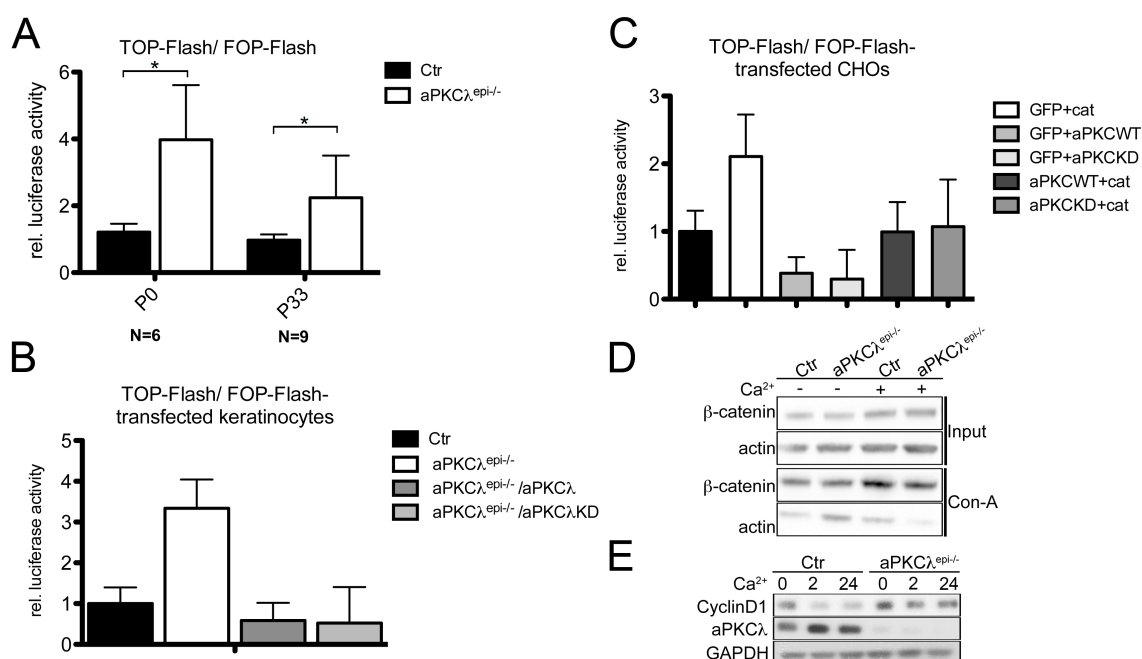 A
TOP-Flash/ FOP-Flash
rel. luciferase activity
6
4
2
0
*
*
P0
P33
N=6
N=9
Ctr
aPKCλepi-/-
B
TOP-Flash/ FOP-Flash-
transfected keratinocytes
rel. luciferase activity
5
4
3
2
1
0
Ctr
aPKCλepi-/-
aPKCλepi-/- /aPKCλ
aPKCλepi-/- /aPKCλKD
C
TOP-Flash/ FOP-Flash-
transfected CHOs
rel. luciferase activity
3
2
1
0
GFP+cat
GFP+aPKCWT
GFP+aPKCKD
aPKCWT+cat
aPKCKD+cat
D
Ctr aPKCλepi-/- Ctr aPKCλepi-/-
Ca2+ - - + +
β-catenin
actin
Input
β-catenin
actin
Con-A
E
Ctr aPKCλepi-/-
Ca2+ 0 2 24 0 2 24
CyclinD1
aPKCλ
GAPDH